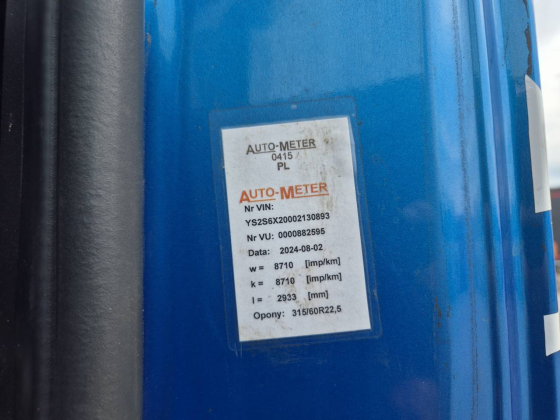 AUTO-METER
0415
PL
AUTO-METER
Nr VIN:
YS2S6X20002130893
Nr VU: 0000882595
Data: 2024-08-02
w = 8710 [imp/km]
k = 8710 [imp/km]
l = 2933 [mm]
Opony: 315/60R22,5